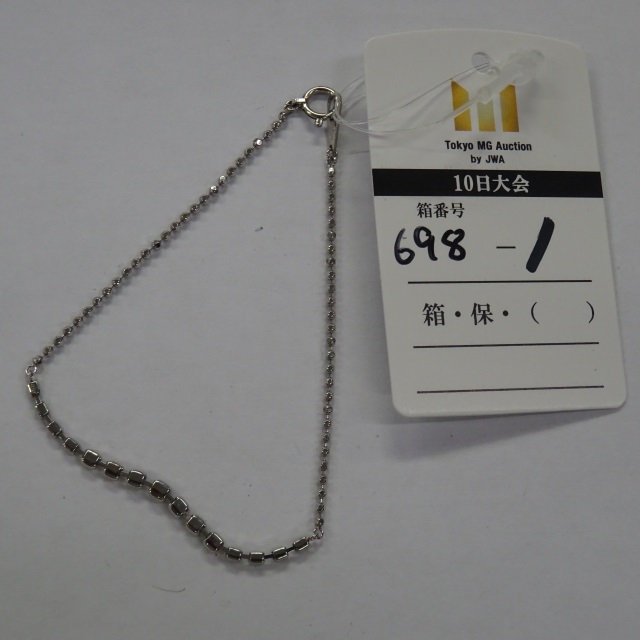 Tokyo MG Auction
by JWA
10日大会
箱番号
698 - 1
箱・保・（　　）